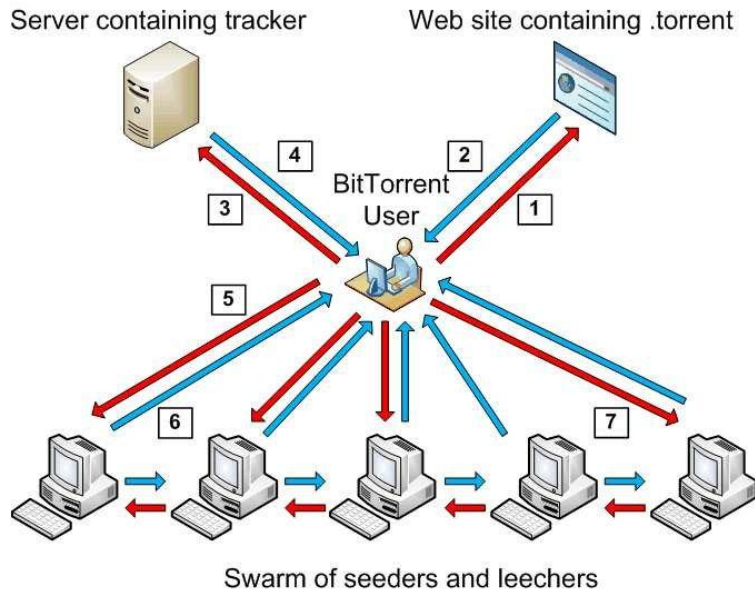 Server containing tracker
Web site containing .torrent
4
2
BitTorrent
User
3
1
5
6
7
Swarm of seeders and leechers